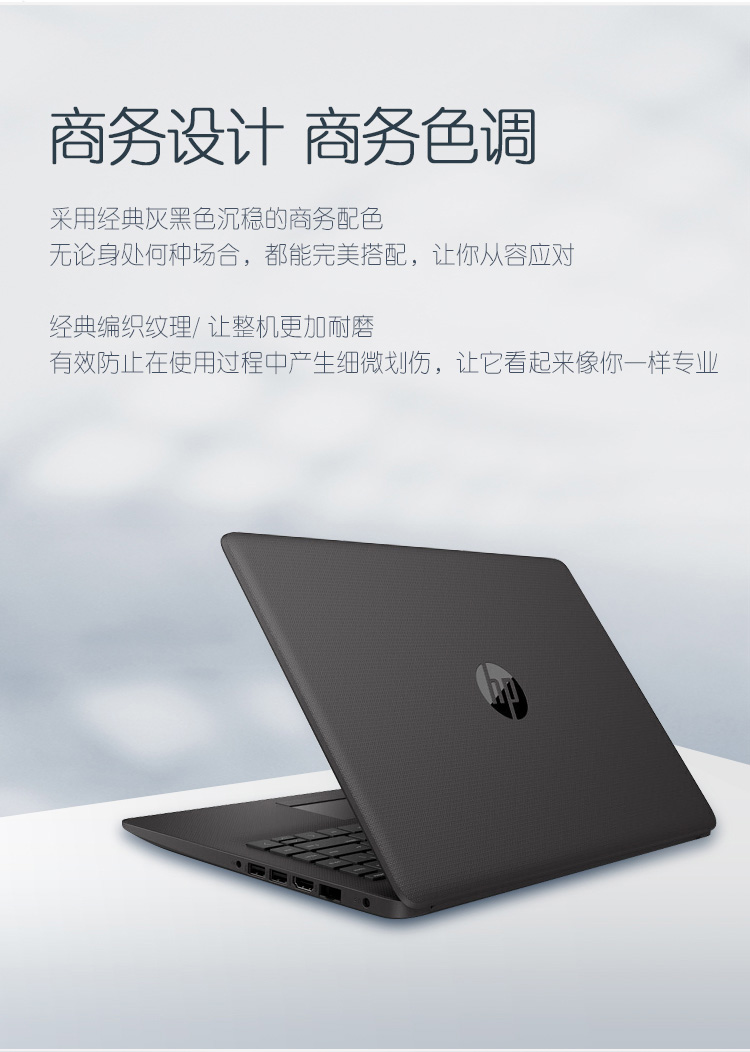 商务设计 商务色调
采用经典灰黑色沉稳的商务配色
无论身处何种场合，都能完美搭配，让你从容应对
经典编织纹理/ 让整机更加耐磨
有效防止在使用过程中产生细微划伤，让它看起来像你一样专业
hp